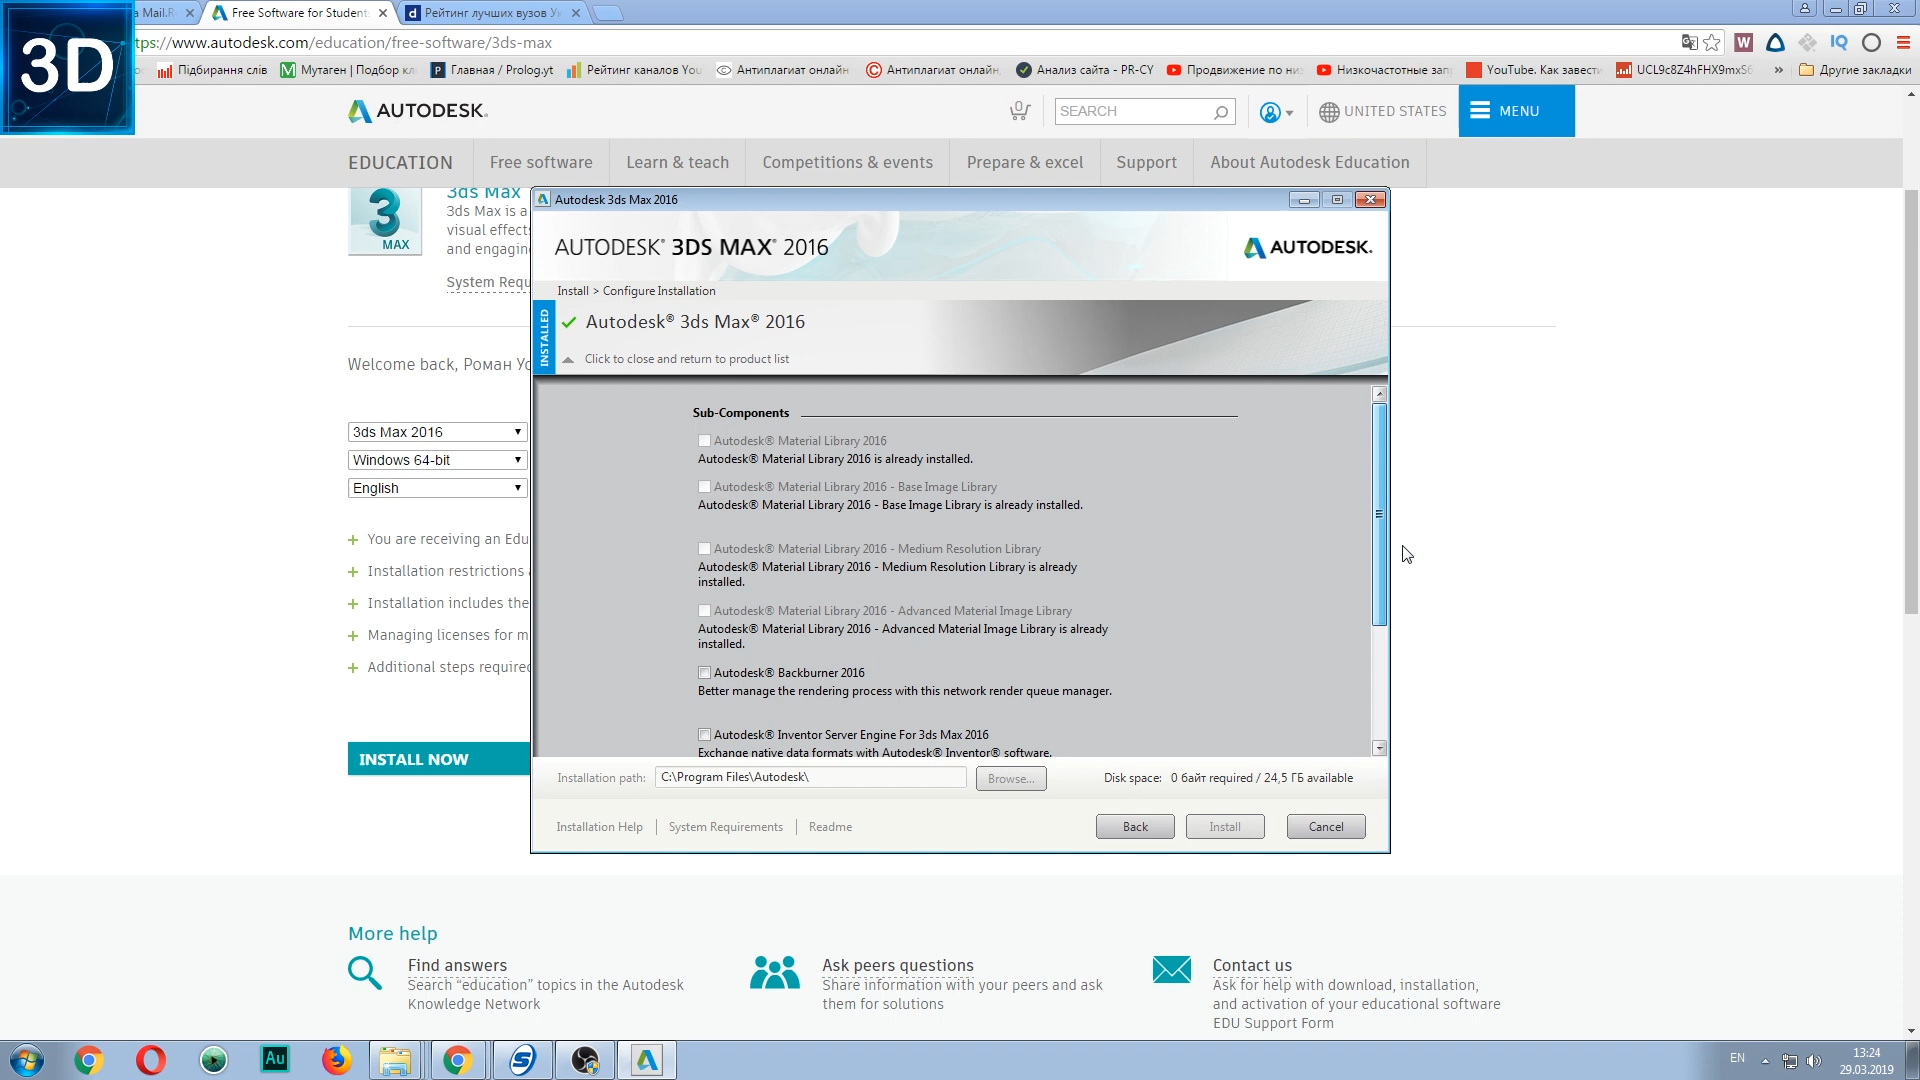 3D
а Mail.R
Free Software for Student
Рейтинг лучших вузов У
tps://www.autodesk.com/education/free-software/3ds-max
Підбирання слів
Мутаген | Подбор кл
Главная / Prolog.yt
Рейтинг каналов You
Антиплагиат онлайн
Антиплагиат онлайн,
Анализ сайта - PR-CY
Продвижение по ни
Низкочастотные зап
YouTube. Как завести
UCL9c8Z4hFHX9mxS6
»
Другие закладки
AUTODESK.
0
SEARCH
UNITED STATES
MENU
EDUCATION
Free software
Learn & teach
Competitions & events
Prepare & excel
Support
About Autodesk Education
3
MAX
3ds Max
3ds Max is a
visual effect
and engagin
System Requ
Welcome back, Роман Ус
3ds Max 2016
Windows 64-bit
English
+ You are receiving an Edu
+ Installation restrictions
+ Installation includes the
+ Managing licenses for m
+ Additional steps required
INSTALL NOW
Autodesk 3ds Max 2016
AUTODESK® 3DS MAX® 2016
AUTODESK.
Install > Configure Installation
INSTALLED
Autodesk® 3ds Max® 2016
Click to close and return to product list
Sub-Components
Autodesk® Material Library 2016
Autodesk® Material Library 2016 is already installed.
Autodesk® Material Library 2016 - Base Image Library
Autodesk® Material Library 2016 - Base Image Library is already installed.
Autodesk® Material Library 2016 - Medium Resolution Library
Autodesk® Material Library 2016 - Medium Resolution Library is already
installed.
Autodesk® Material Library 2016 - Advanced Material Image Library
Autodesk® Material Library 2016 - Advanced Material Image Library is already
installed.
Autodesk® Backburner 2016
Better manage the rendering process with this network render queue manager.
Autodesk® Inventor Server Engine For 3ds Max 2016
Exchange native data formats with Autodesk® Inventor® software.
Installation path:
C:\Program Files\Autodesk\
Browse...
Disk space: 0 байт required / 24,5 ГБ available
Installation Help
System Requirements
Readme
Back
Install
Cancel
More help
Find answers
Search “education” topics in the Autodesk
Knowledge Network
Ask peers questions
Share information with your peers and ask
them for solutions
Contact us
Ask for help with download, installation,
and activation of your educational software
EDU Support Form
Au
EN
13:24
29.03.2019